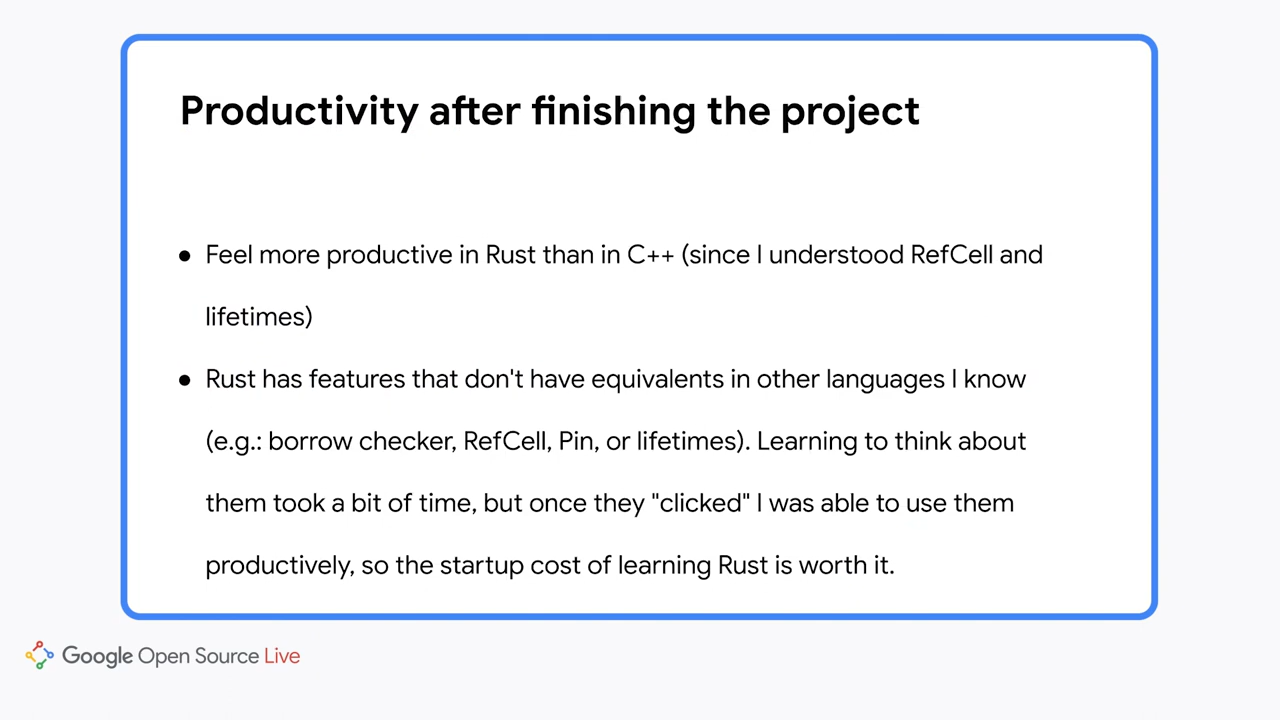 Productivity after finishing the project
● Feel more productive in Rust than in C++ (since I understood RefCell and
lifetimes)
● Rust has features that don't have equivalents in other languages I know
(e.g.: borrow checker, RefCell, Pin, or lifetimes). Learning to think about
them took a bit of time, but once they "clicked" I was able to use them
productively, so the startup cost of learning Rust is worth it.
Google Open Source Live